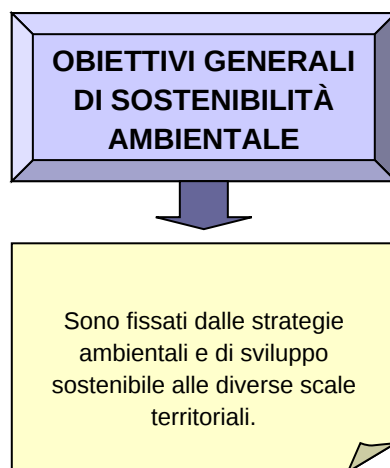 OBIETTIVI GENERALI
DI SOSTENIBILITÀ
AMBIENTALE
Sono fissati dalle strategie
ambientali e di sviluppo
sostenibile alle diverse scale
territoriali.